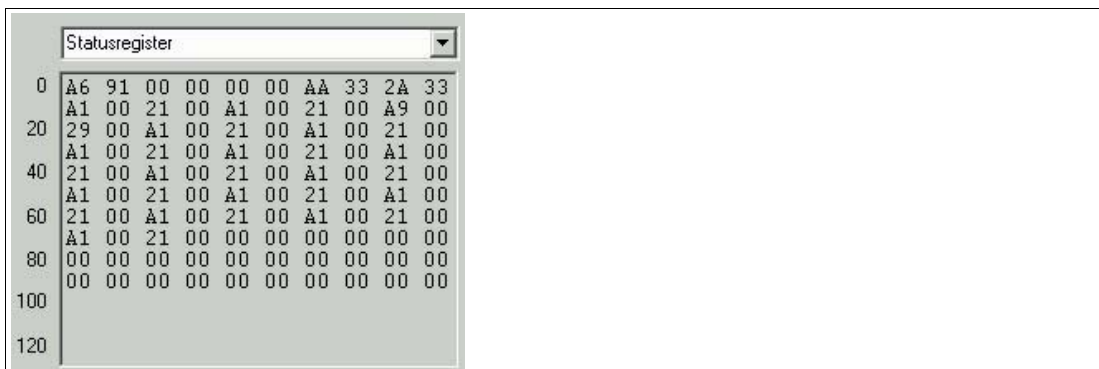 Statusregister
0 A6 91 00 00 00 00 AA 33 2A 33
A1 00 21 00 A1 00 21 00 A9 00
20 29 00 A1 00 21 00 A1 00 21 00
A1 00 21 00 A1 00 21 00 A1 00
40 21 00 A1 00 21 00 A1 00 21 00
A1 00 21 00 A1 00 21 00 A1 00
60 21 00 A1 00 21 00 A1 00 21 00
A1 00 21 00 00 00 00 00 00 00
80 00 00 00 00 00 00 00 00 00 00
00 00 00 00 00 00 00 00 00 00
100
120